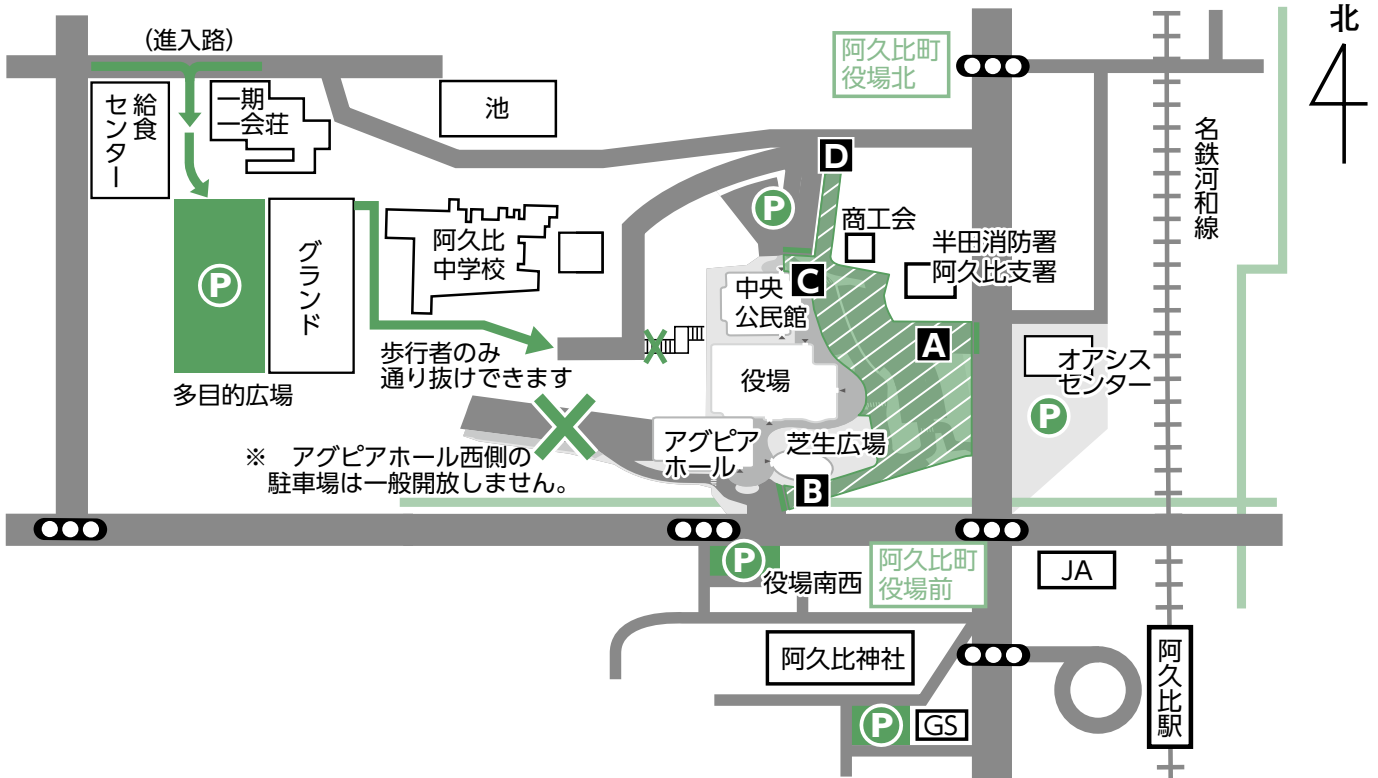 北
(進入路)
阿久比町
役場北
給食
センター
一期
一会荘
池
名鉄河和線
D
P
商工会
半田消防署
阿久比支署
阿久比
中学校
グランド
P
C
中央
公民館
A
オアシス
センター
P
歩行者のみ
通り抜けできます
多目的広場
役場
アグピア
ホール
芝生広場
B
※ アグピアホール西側の
駐車場は一般開放しません。
P
役場南西
阿久比町
役場前
JA
阿久比神社
阿久比駅
P
GS